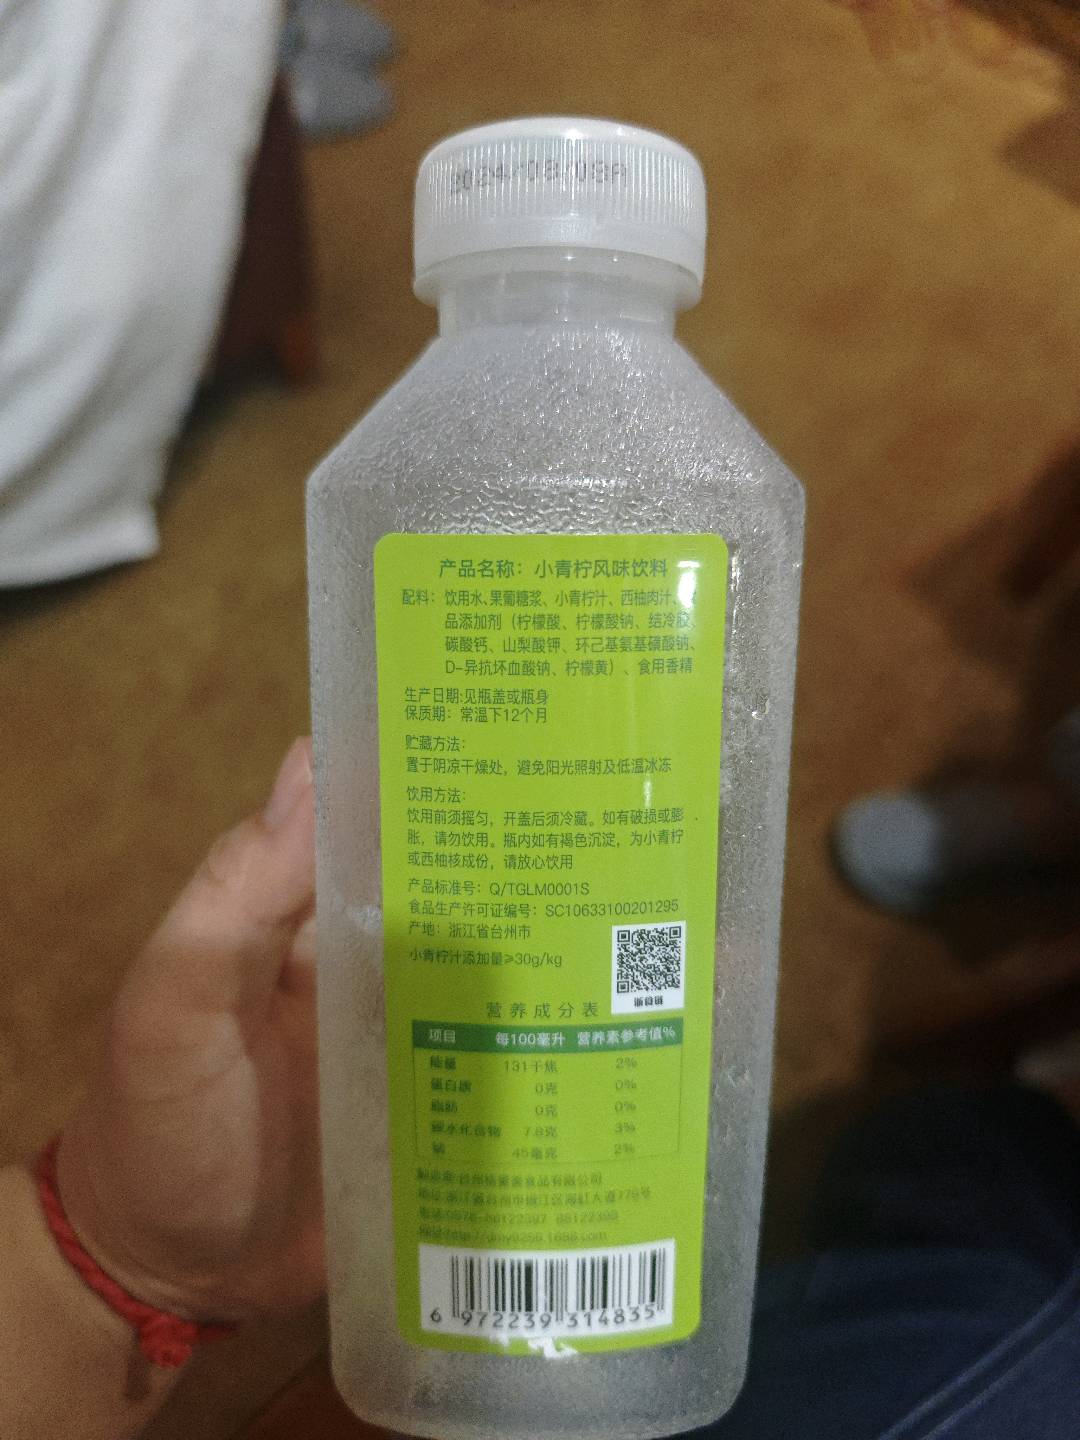 2024/08/09A
产品名称：小青柠风味饮料
配料：饮用水、果葡糖浆、小青柠汁、西柚肉汁、
品添加剂（柠檬酸、柠檬酸钠、结冷胶、
碳酸钙、山梨酸钾、环己基氨基磺酸钠、
D-异抗坏血酸钠、柠檬黄）、食用香精
生产日期:见瓶盖或瓶身
保质期：常温下12个月
贮藏方法：
置于阴凉干燥处，避免阳光照射及低温冰冻
饮用方法：
饮用前须摇匀，开盖后须冷藏。如有破损或膨
胀，请勿饮用。瓶内如有褐色沉淀，为小青柠
或西柚核成份，请放心饮用
产品标准号：Q/TGLM0001S
食品生产许可证编号：SC10633100201295
产地：浙江省台州市
小青柠汁添加量≥30g/kg
营养成分表
项目 每100毫升 营养素参考值%
能量 131千焦 2%
蛋白质 0克 0%
脂肪 0克 0%
碳水化合物 7.8克 3%
钠 45毫克 2%
食品有限公司
6 972239 314835